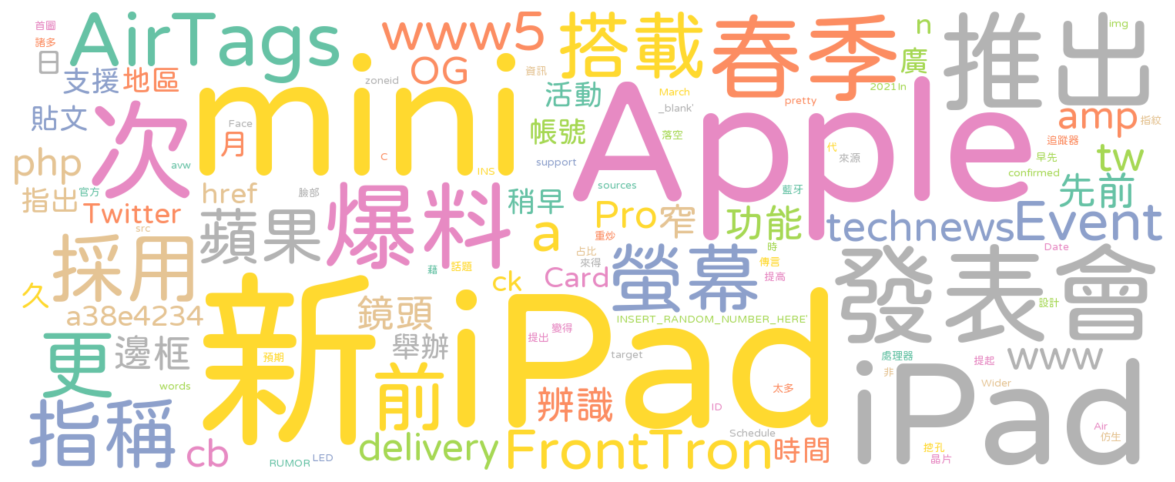 首圖
諸多
日
AirTags
支援
地區
貼文
次
php
指出
官方
avw
Twitter
src
www5
OG
zoneid
資訊
mini
Face
月
C
INS
href
臉部
蘋果
爆料
稍早
搭載
活動
帳號
support
sources
March
_blank'
落空
春季
pretty
廣
n
2021
In
推出
img
amp
指紋
追蹤器
早先
tw
confirmed
先前
Apple
代
來源
藍牙
Pro
窄
功能
重炒
占比
來得
時
傳言
提高
technews
Event
Date
採用
久
a38e4234
更
邊框
words
指稱
cb
RUMOR
LED
新
預期
鏡頭
舉辦
前
delivery
藉
話題
a
ck
Card
螢幕
INSERT_RANDOM_NUMBER_HERE'
變得
提出
target
iPad
辨識
FrontTron
ID
Schedule
太多
時間
發表會
設計
處理器
非
提起
www
Wider
iPad
Air
仿生
挖孔
晶片